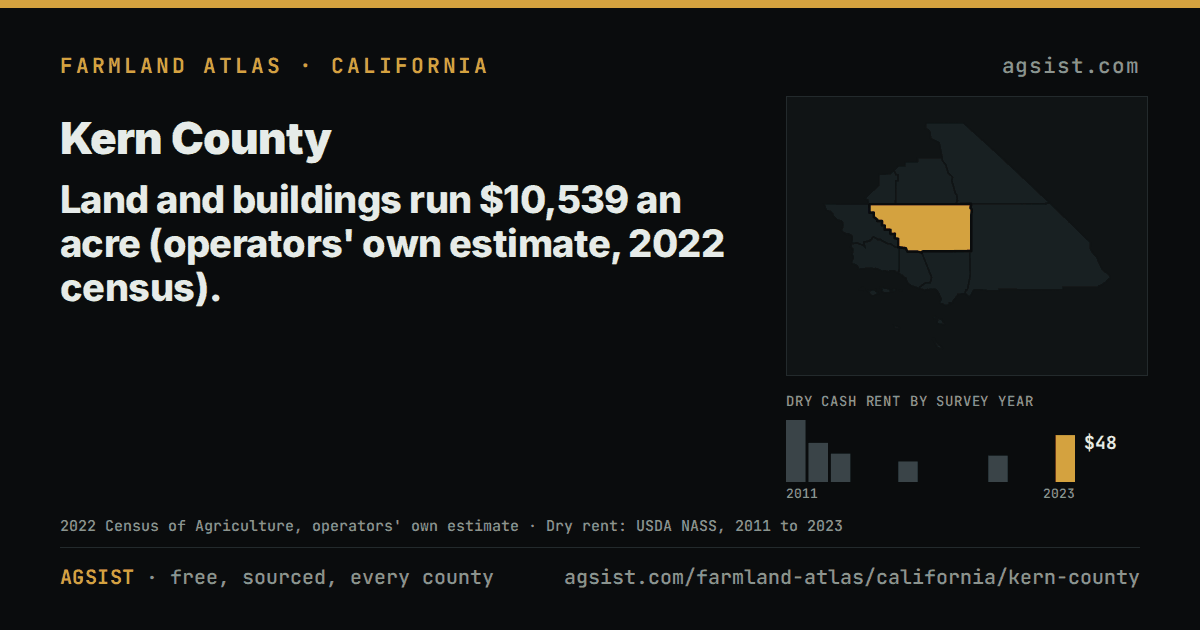 FARMLAND ATLAS · CALIFORNIA
agsist.com
Kern County
Land and buildings run $10,539 an
acre (operators' own estimate, 2022
census).
DRY CASH RENT BY SURVEY YEAR
$48
2011
2023
2022 Census of Agriculture, operators' own estimate · Dry rent: USDA NASS, 2011 to 2023
AGSIST · free, sourced, every county
agsist.com/farmland-atlas/california/kern-county